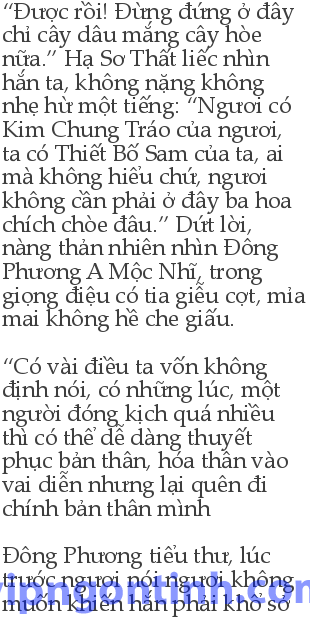 “Được rồi! Đừng đứng ở đây
chỉ cây dâu mắng cây hòe
nữa.” Hạ Sơ Thất liếc nhìn
hắn ta, không nặng không
nhẹ hừ một tiếng: “Ngươi có
Kim Chung Tráo của ngươi,
ta có Thiết Bố Sam của ta, ai
mà không hiểu chứ, ngươi
không cần phải ở đây ba hoa
chích chòe đâu.” Dứt lời,
nàng thản nhiên nhìn Đông
Phương A Mộc Nhĩ, trong
giọng điệu có tia giễu cợt, mỉa
mai không hề che giấu.
“Có vài điều ta vốn không
định nói, có những lúc, một
người đóng kịch quá nhiều
thì có thể dễ dàng thuyết
phục bản thân, hóa thân vào
vai diễn nhưng lại quên đi
chính bản thân mình
Đông Phương tiểu thư, lúc
trước ngươi nói ngươi không
muốn khiến hắn phải khổ sở
vipngontinh.com